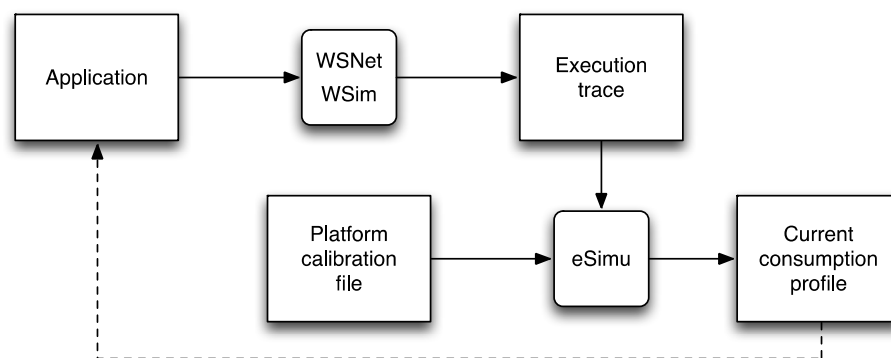 Application
WSNet
WSim
Execution
trace
Platform
calibration
file
eSimu
Current
consumption
profile